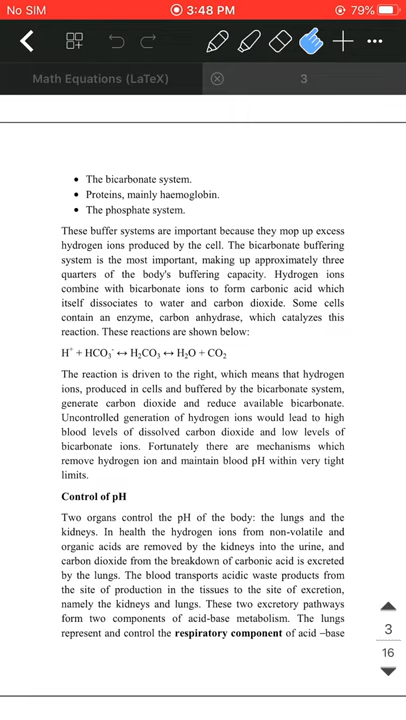 No SIM 3:48 PM 79%
Math Equations (LaTeX) 3
• The bicarbonate system.
• Proteins, mainly haemoglobin.
• The phosphate system.
These buffer systems are important because they mop up excess
hydrogen ions produced by the cell. The bicarbonate buffering
system is the most important, making up approximately three
quarters of the body's buffering capacity. Hydrogen ions
combine with bicarbonate ions to form carbonic acid which
itself dissociates to water and carbon dioxide. Some cells
contain an enzyme, carbon anhydrase, which catalyzes this
reaction. These reactions are shown below:
H⁺ + HCO₃⁻ ↔ H₂CO₃ ↔ H₂O + CO₂
The reaction is driven to the right, which means that hydrogen
ions, produced in cells and buffered by the bicarbonate system,
generate carbon dioxide and reduce available bicarbonate.
Uncontrolled generation of hydrogen ions would lead to high
blood levels of dissolved carbon dioxide and low levels of
bicarbonate ions. Fortunately there are mechanisms which
remove hydrogen ion and maintain blood pH within very tight
limits.
Control of pH
Two organs control the pH of the body: the lungs and the
kidneys. In health the hydrogen ions from non-volatile and
organic acids are removed by the kidneys into the urine, and
carbon dioxide from the breakdown of carbonic acid is excreted
by the lungs. The blood transports acidic waste products from
the site of production in the tissues to the site of excretion,
namely the kidneys and lungs. These two excretory pathways
form two components of acid-base metabolism. The lungs
represent and control the respiratory component of acid –base
3
16